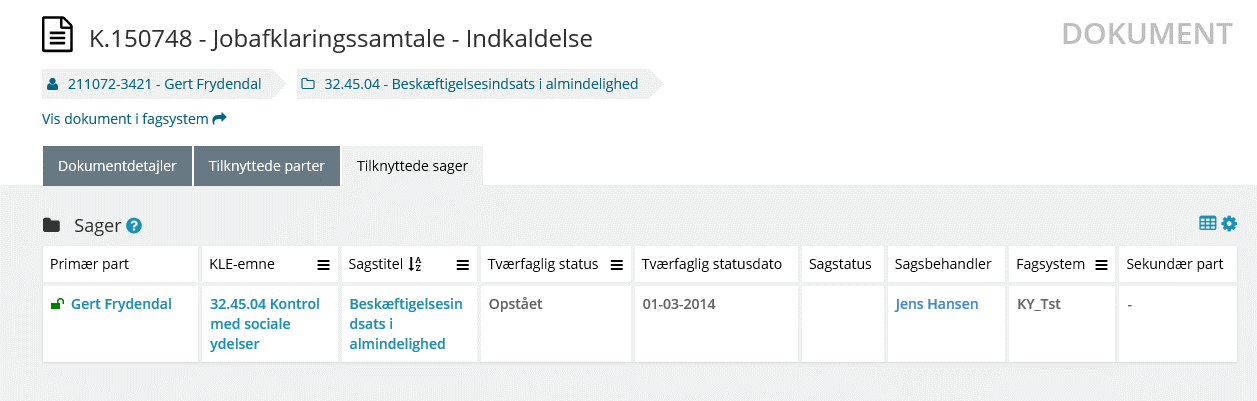 K.150748 - Jobafklaringssamtale - Indkaldelse
DOKUMENT
211072-3421 - Gert Frydendal
32.45.04 - Beskæftigelsesindsats i almindelighed
Vis dokument i fagsystem
Dokumentdetaljer
Tilknyttede parter
Tilknyttede sager
Sager
Primær part
KLE-emne
Sagstitel
Tværfaglig status
Tværfaglig statusdato
Sagstatus
Sagsbehandler
Fagsystem
Sekundær part
Gert Frydendal
32.45.04 Kontrol
med sociale
ydelser
Beskæftigelsesin
dsats i
almindelighed
Opstået
01-03-2014
Jens Hansen
KY_Tst
-